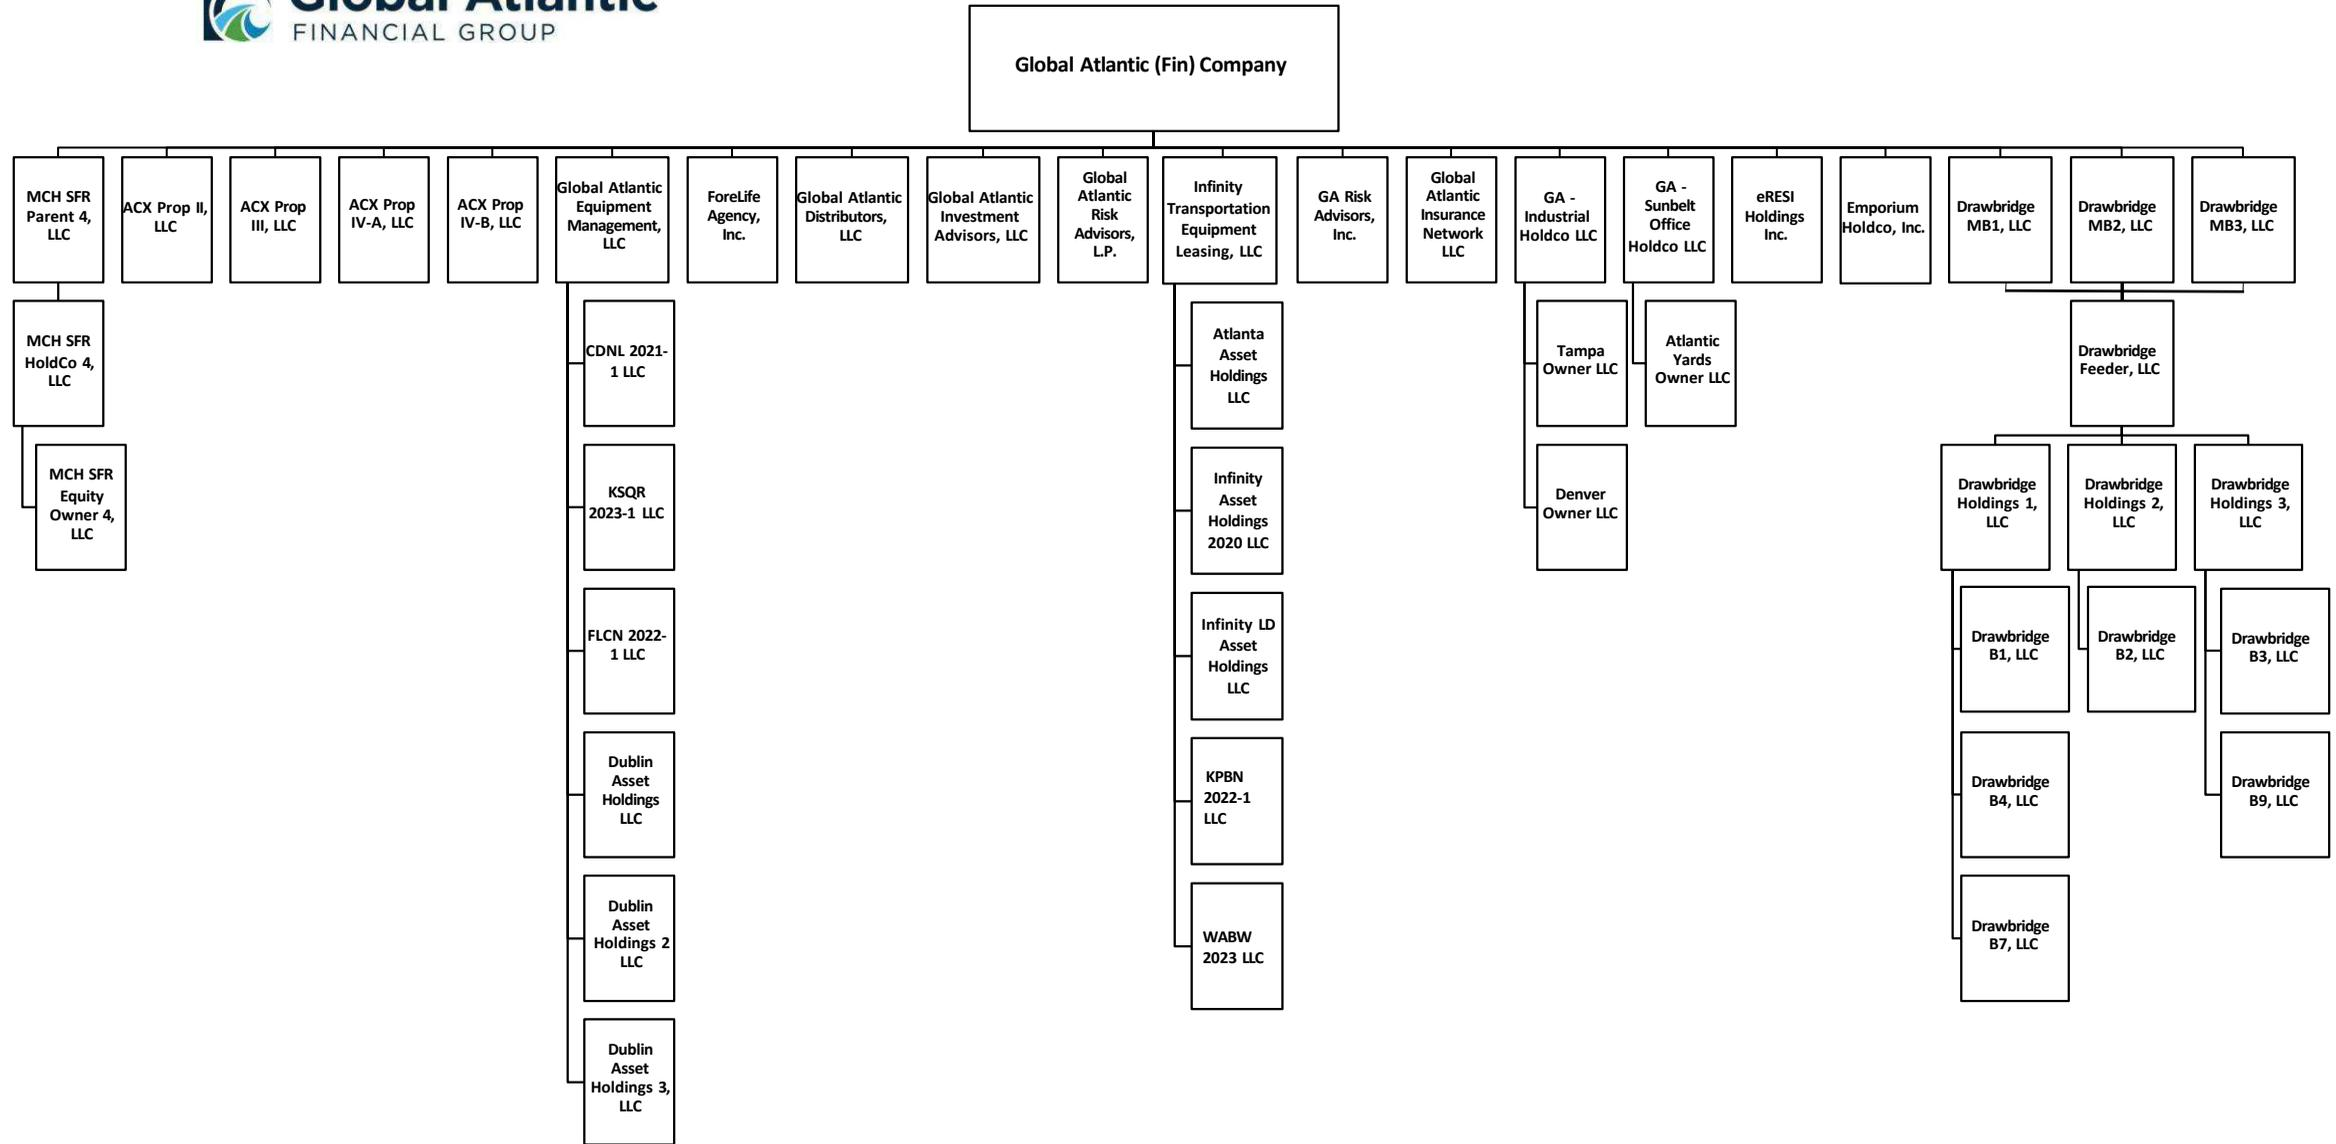 Global Atlantic
FINANCIAL GROUP
Global Atlantic (Fin) Company
MCH SFR
Parent 4,
LLC
ACX Prop II,
LLC
ACX Prop
III, LLC
ACX Prop
IV-A, LLC
ACX Prop
IV-B, LLC
Global Atlantic
Equipment
Management,
LLC
ForeLife
Agency,
Inc.
Global Atlantic
Distributors,
LLC
Global Atlantic
Investment
Advisors, LLC
Global
Atlantic
Risk
Advisors,
L.P.
Infinity
Transportation
Equipment
Leasing, LLC
GA Risk
Advisors,
Inc.
Global
Atlantic
Insurance
Network
LLC
GA -
Industrial
Holdco LLC
GA -
Sunbelt
Office
Holdco LLC
eRESI
Holdings
Inc.
Emporium
Holdco, Inc.
Drawbridge
MB1, LLC
Drawbridge
MB2, LLC
Drawbridge
MB3, LLC
MCH SFR
HoldCo 4,
LLC
MCH SFR
Equity
Owner 4,
LLC
CDNL 2021-
1 LLC
KSQR
2023-1 LLC
FLCN 2022-
1 LLC
Dublin
Asset
Holdings
LLC
Dublin
Asset
Holdings 2
LLC
Dublin
Asset
Holdings 3,
LLC
Atlanta
Asset
Holdings
LLC
Infinity
Asset
Holdings
2020 LLC
Infinity LD
Asset
Holdings
LLC
KPBN
2022-1
LLC
WABW
2023 LLC
Tampa
Owner LLC
Denver
Owner LLC
Atlantic
Yards
Owner LLC
Drawbridge
Feeder, LLC
Drawbridge
Holdings 1,
LLC
Drawbridge
Holdings 2,
LLC
Drawbridge
Holdings 3,
LLC
Drawbridge
B1, LLC
Drawbridge
B4, LLC
Drawbridge
B7, LLC
Drawbridge
B2, LLC
Drawbridge
B3, LLC
Drawbridge
B9, LLC